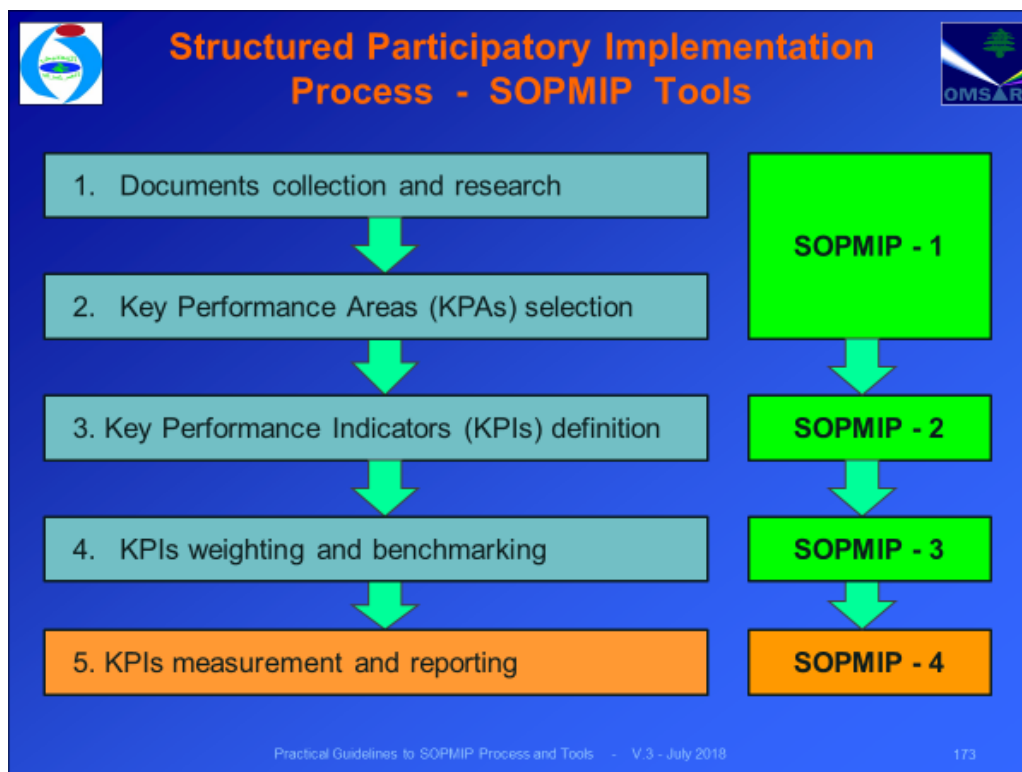 Structured Participatory Implementation
Process - SOPMIP Tools
OMSAR
1. Documents collection and research
SOPMIP - 1
2. Key Performance Areas (KPAs) selection
3. Key Performance Indicators (KPIs) definition
SOPMIP - 2
4. KPIs weighting and benchmarking
SOPMIP - 3
5. KPIs measurement and reporting
SOPMIP - 4
Practical Guidelines to SOPMIP Process and Tools - V.3 - July 2018
173